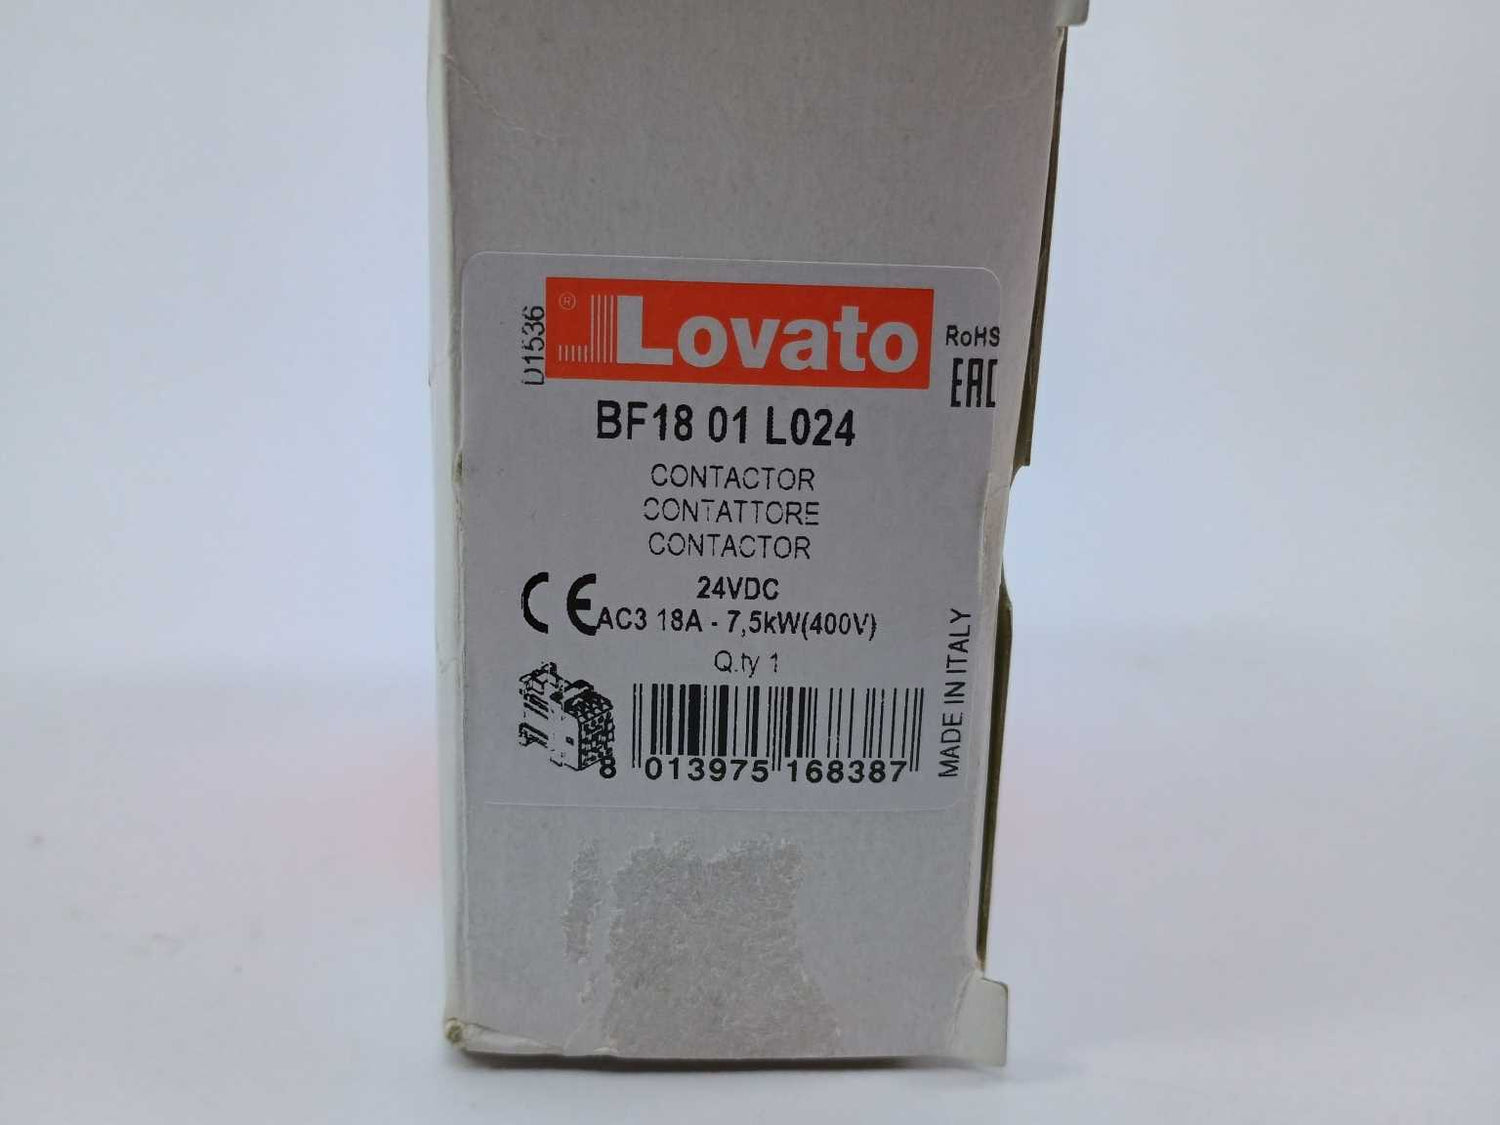 D1536
® Lovato
RoHS
EAC
BF18 01 L024
CONTACTOR
CONTATTORE
CONTACTOR
24VDC
CE AC3 18A - 7,5kW(400V)
Q.ty 1
MADE IN ITALY
8 013975 168387